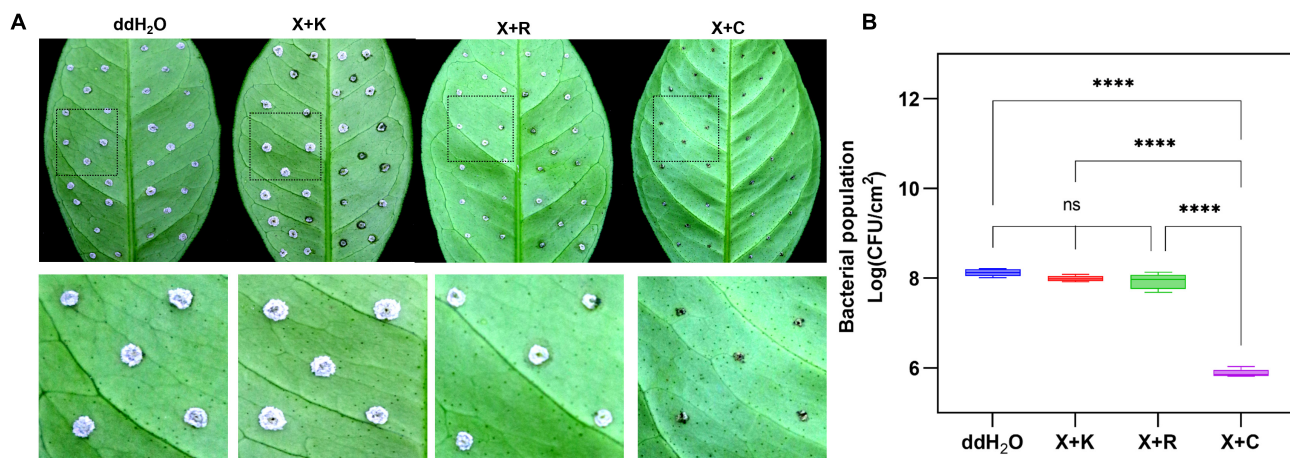 A
ddH₂O X+K X+R X+C
B
Bacterial population
Log(CFU/cm²)
12
10
8
6
****
****
ns ****
ddH₂O X+K X+R X+C